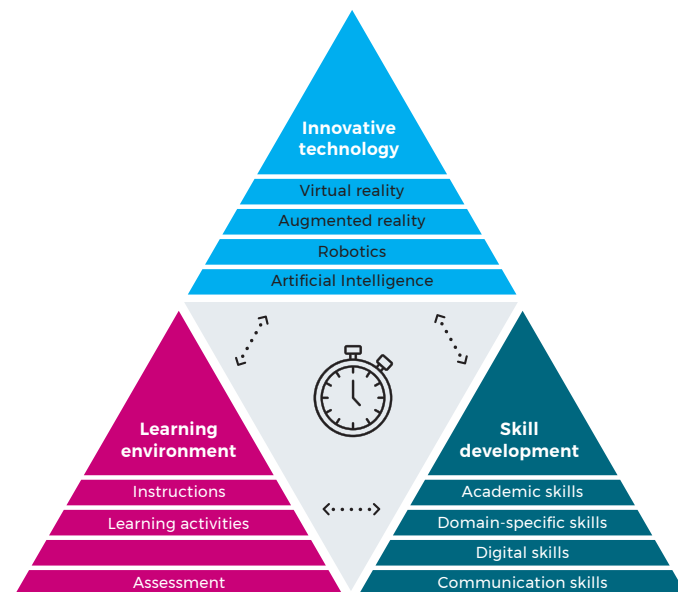 Innovative
technology
Virtual reality
Augmented reality
Robotics
Artificial Intelligence
Learning
environment
Instructions
Learning activities
Assessment
Skill
development
Academic skills
Domain-specific skills
Digital skills
Communication skills